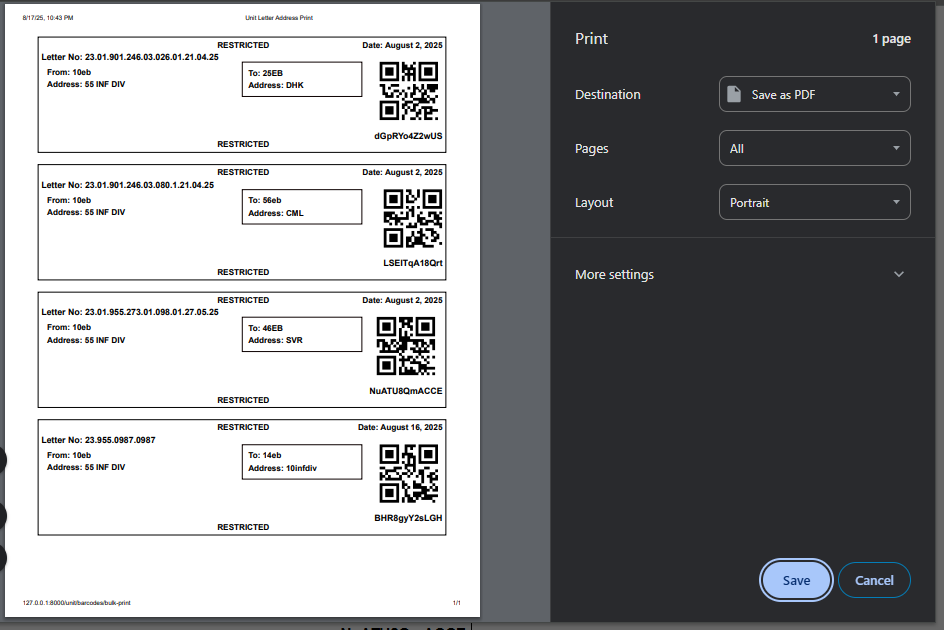 8/17/25, 10:43 PM Unit Letter Address Print
RESTRICTED Date: August 2, 2025
Letter No: 23.01.901.246.03.026.01.21.04.25
From: 10eb
Address: 55 INF DIV
To: 25EB
Address: DHK
dGpRYo4Z2wUS
RESTRICTED
RESTRICTED Date: August 2, 2025
Letter No: 23.01.901.246.03.080.1.21.04.25
From: 10eb
Address: 55 INF DIV
To: 56eb
Address: CML
LSEITqA18Qrt
RESTRICTED
RESTRICTED Date: August 2, 2025
Letter No: 23.01.955.273.01.098.01.27.05.25
From: 10eb
Address: 55 INF DIV
To: 46EB
Address: SVR
NuATU8QmACCE
RESTRICTED
RESTRICTED Date: August 16, 2025
Letter No: 23.955.0987.0987
From: 10eb
Address: 55 INF DIV
To: 14eb
Address: 10infdiv
BHR8gyY2sLGH
RESTRICTED
127.0.0.1:8000/unit/barcodes/bulk-print 1/1
Print 1 page
Destination Save as PDF
Pages All
Layout Portrait
More settings
Save Cancel